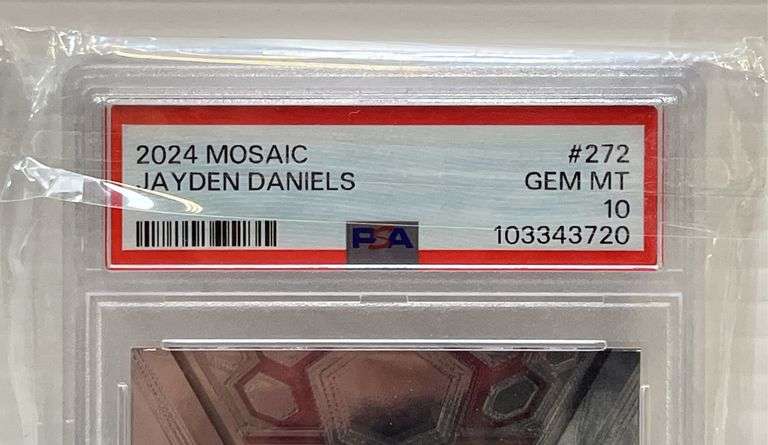 2024 MOSAIC #272
JAYDEN DANIELS GEM MT
10
PSA 103343720